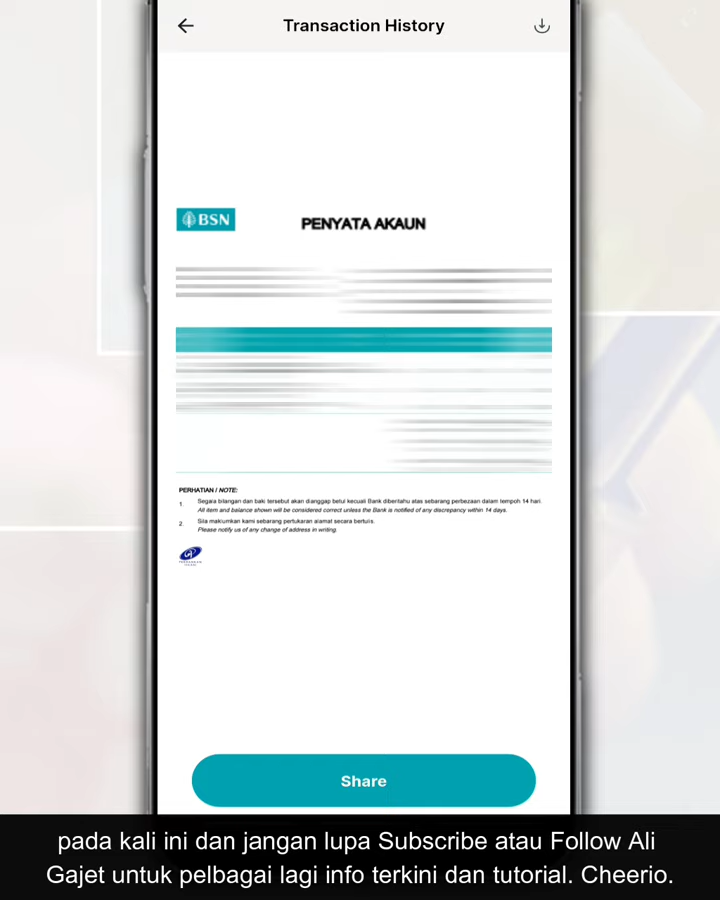 Transaction History
BSN
PENYATA AKAUN
PERHATIAN / NOTE:
1. Segala bilangan dan baki tersebut akan dianggap betul kecuali Bank diberitahu atas sebarang perbezaan dalam tempoh 14 hari.
All item and balance shown will be considered correct unless the Bank is notified of any discrepancy within 14 days.
2. Sila maklumkan kami sebarang pertukaran alamat secara bertulis.
Please notify us of any change of address in writing.
Share
pada kali ini dan jangan lupa Subscribe atau Follow Ali
Gajet untuk pelbagai lagi info terkini dan tutorial. Cheerio.